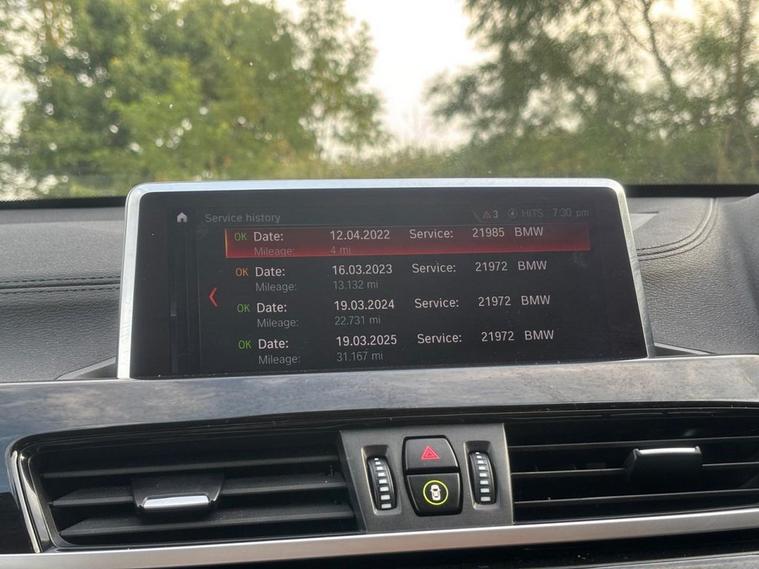 Service history 3 HITS 7:30 pm
OK Date: 12.04.2022 Service: 21985 BMW
Mileage: 4 mi
OK Date: 16.03.2023 Service: 21972 BMW
Mileage: 13.132 mi
OK Date: 19.03.2024 Service: 21972 BMW
Mileage: 22.731 mi
OK Date: 19.03.2025 Service: 21972 BMW
Mileage: 31.167 mi